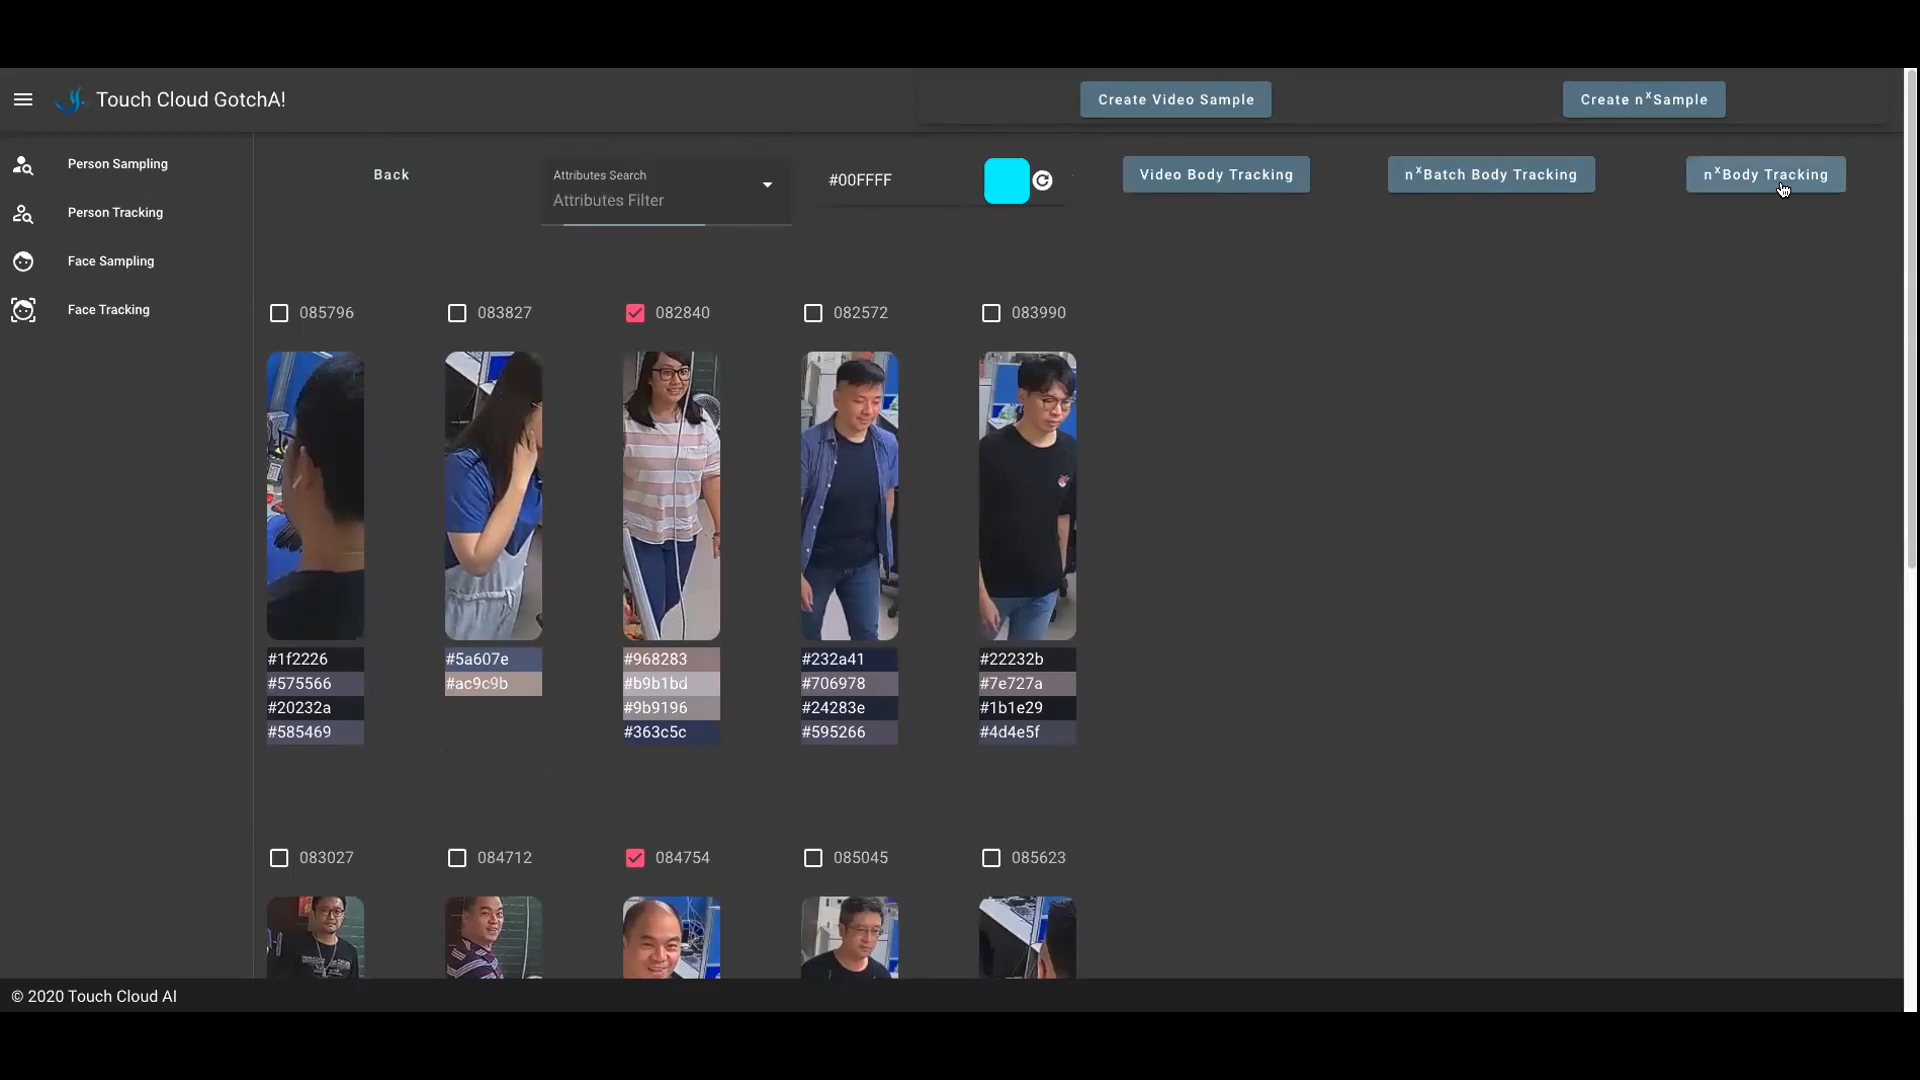 Touch Cloud GotchA!
Create Video Sample
Create nˣSample
Person Sampling
Person Tracking
Face Sampling
Face Tracking
Back
Attributes Search
Attributes Filter
#00FFFF
Video Body Tracking
nˣBatch Body Tracking
nˣBody Tracking
085796 083827 082840 082572 083990
#1f2226 #5a607e #968283 #232a41 #22232b
#575566 #ac9c9b #b9b1bd #706978 #7e727a
#20232a #9b9196 #24283e #1b1e29
#585469 #363c5c #595266 #4d4e5f
083027 084712 084754 085045 085623
© 2020 Touch Cloud AI